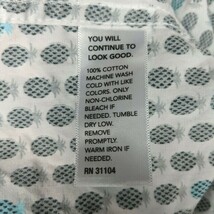 YOU WILL
CONTINUE TO
LOOK GOOD.
100% COTTON
MACHINE WASH
COLD WITH LIKE
COLORS. ONLY
NON-CHLORINE
BLEACH IF
NEEDED. TUMBLE
DRY LOW.
REMOVE
PROMPTLY
WARM IRON IF
NEEDED.
RN 31104